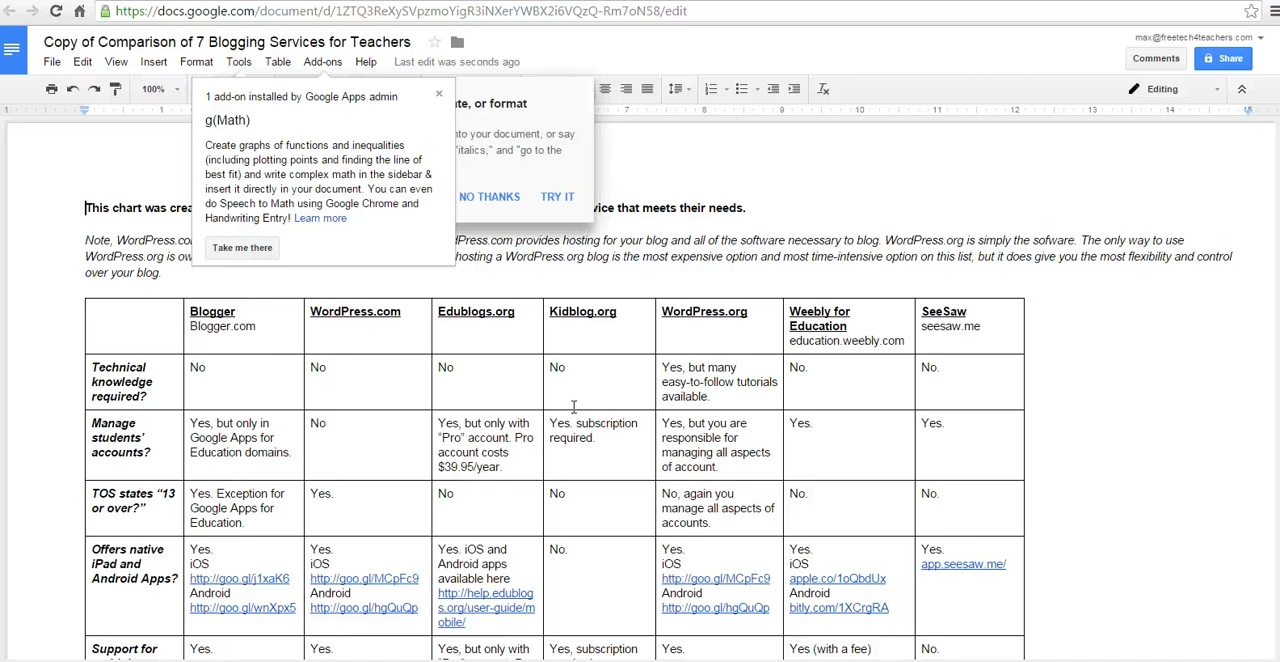 https://docs.google.com/document/d/1ZTQ3ReXySVpzmoYigR3iNXerYWBX2i6VQzQ-Rm7oN58/edit
Copy of Comparison of 7 Blogging Services for Teachers
max@freetech4teachers.com
File Edit View Insert Format Tools Table Add-ons Help Last edit was seconds ago
Comments Share
100%
Editing
1 7 8 9 10 11 12 13 14 15
1 add-on installed by Google Apps admin
g(Math)
Create graphs of functions and inequalities
(including plotting points and finding the line of
best fit) and write complex math in the sidebar &
insert it directly in your document. You can even
do Speech to Math using Google Chrome and
Handwriting Entry! Learn more
Take me there
ate, or format
nto your document, or say
"italics," and "go to the
NO THANKS TRY IT
This chart was crea vice that meets their needs.
Note, WordPress.co dPress.com provides hosting for your blog and all of the software necessary to blog. WordPress.org is simply the sofware. The only way to use
WordPress.org is ow hosting a WordPress.org blog is the most expensive option and most time-intensive option on this list, but it does give you the most flexibility and control
over your blog.
Blogger
Blogger.com
WordPress.com
Edublogs.org
Kidblog.org
WordPress.org
Weebly for
Education
education.weebly.com
SeeSaw
seesaw.me
Technical
knowledge
required?
No
No
No
No
Yes, but many
easy-to-follow tutorials
available.
No.
No.
Manage
students'
accounts?
Yes, but only in
Google Apps for
Education domains.
No
Yes, but only with
“Pro” account. Pro
account costs
$39.95/year.
Yes. subscription
required.
Yes, but you are
responsible for
managing all aspects
of account.
Yes.
Yes.
TOS states “13
or over?”
Yes. Exception for
Google Apps for
Education.
Yes.
No
No
No, again you
manage all aspects of
accounts.
No.
No.
Offers native
iPad and
Android Apps?
Yes.
iOS
http://goo.gl/j1xaK6
Android
http://goo.gl/wnXpx5
Yes.
iOS
http://goo.gl/MCpFc9
Android
http://goo.gl/hgQuQp
Yes. iOS and
Android apps
available here
http://help.edublog
s.org/user-guide/m
obile/
No.
Yes.
iOS
http://goo.gl/MCpFc9
Android
http://goo.gl/hgQuQp
Yes.
iOS
apple.co/1oQbdUx
Android
bitly.com/1XCrgRA
Yes.
app.seesaw.me/
Support for
Yes.
Yes.
Yes, but only with
Yes, subscription
Yes.
Yes (with a fee)
No.